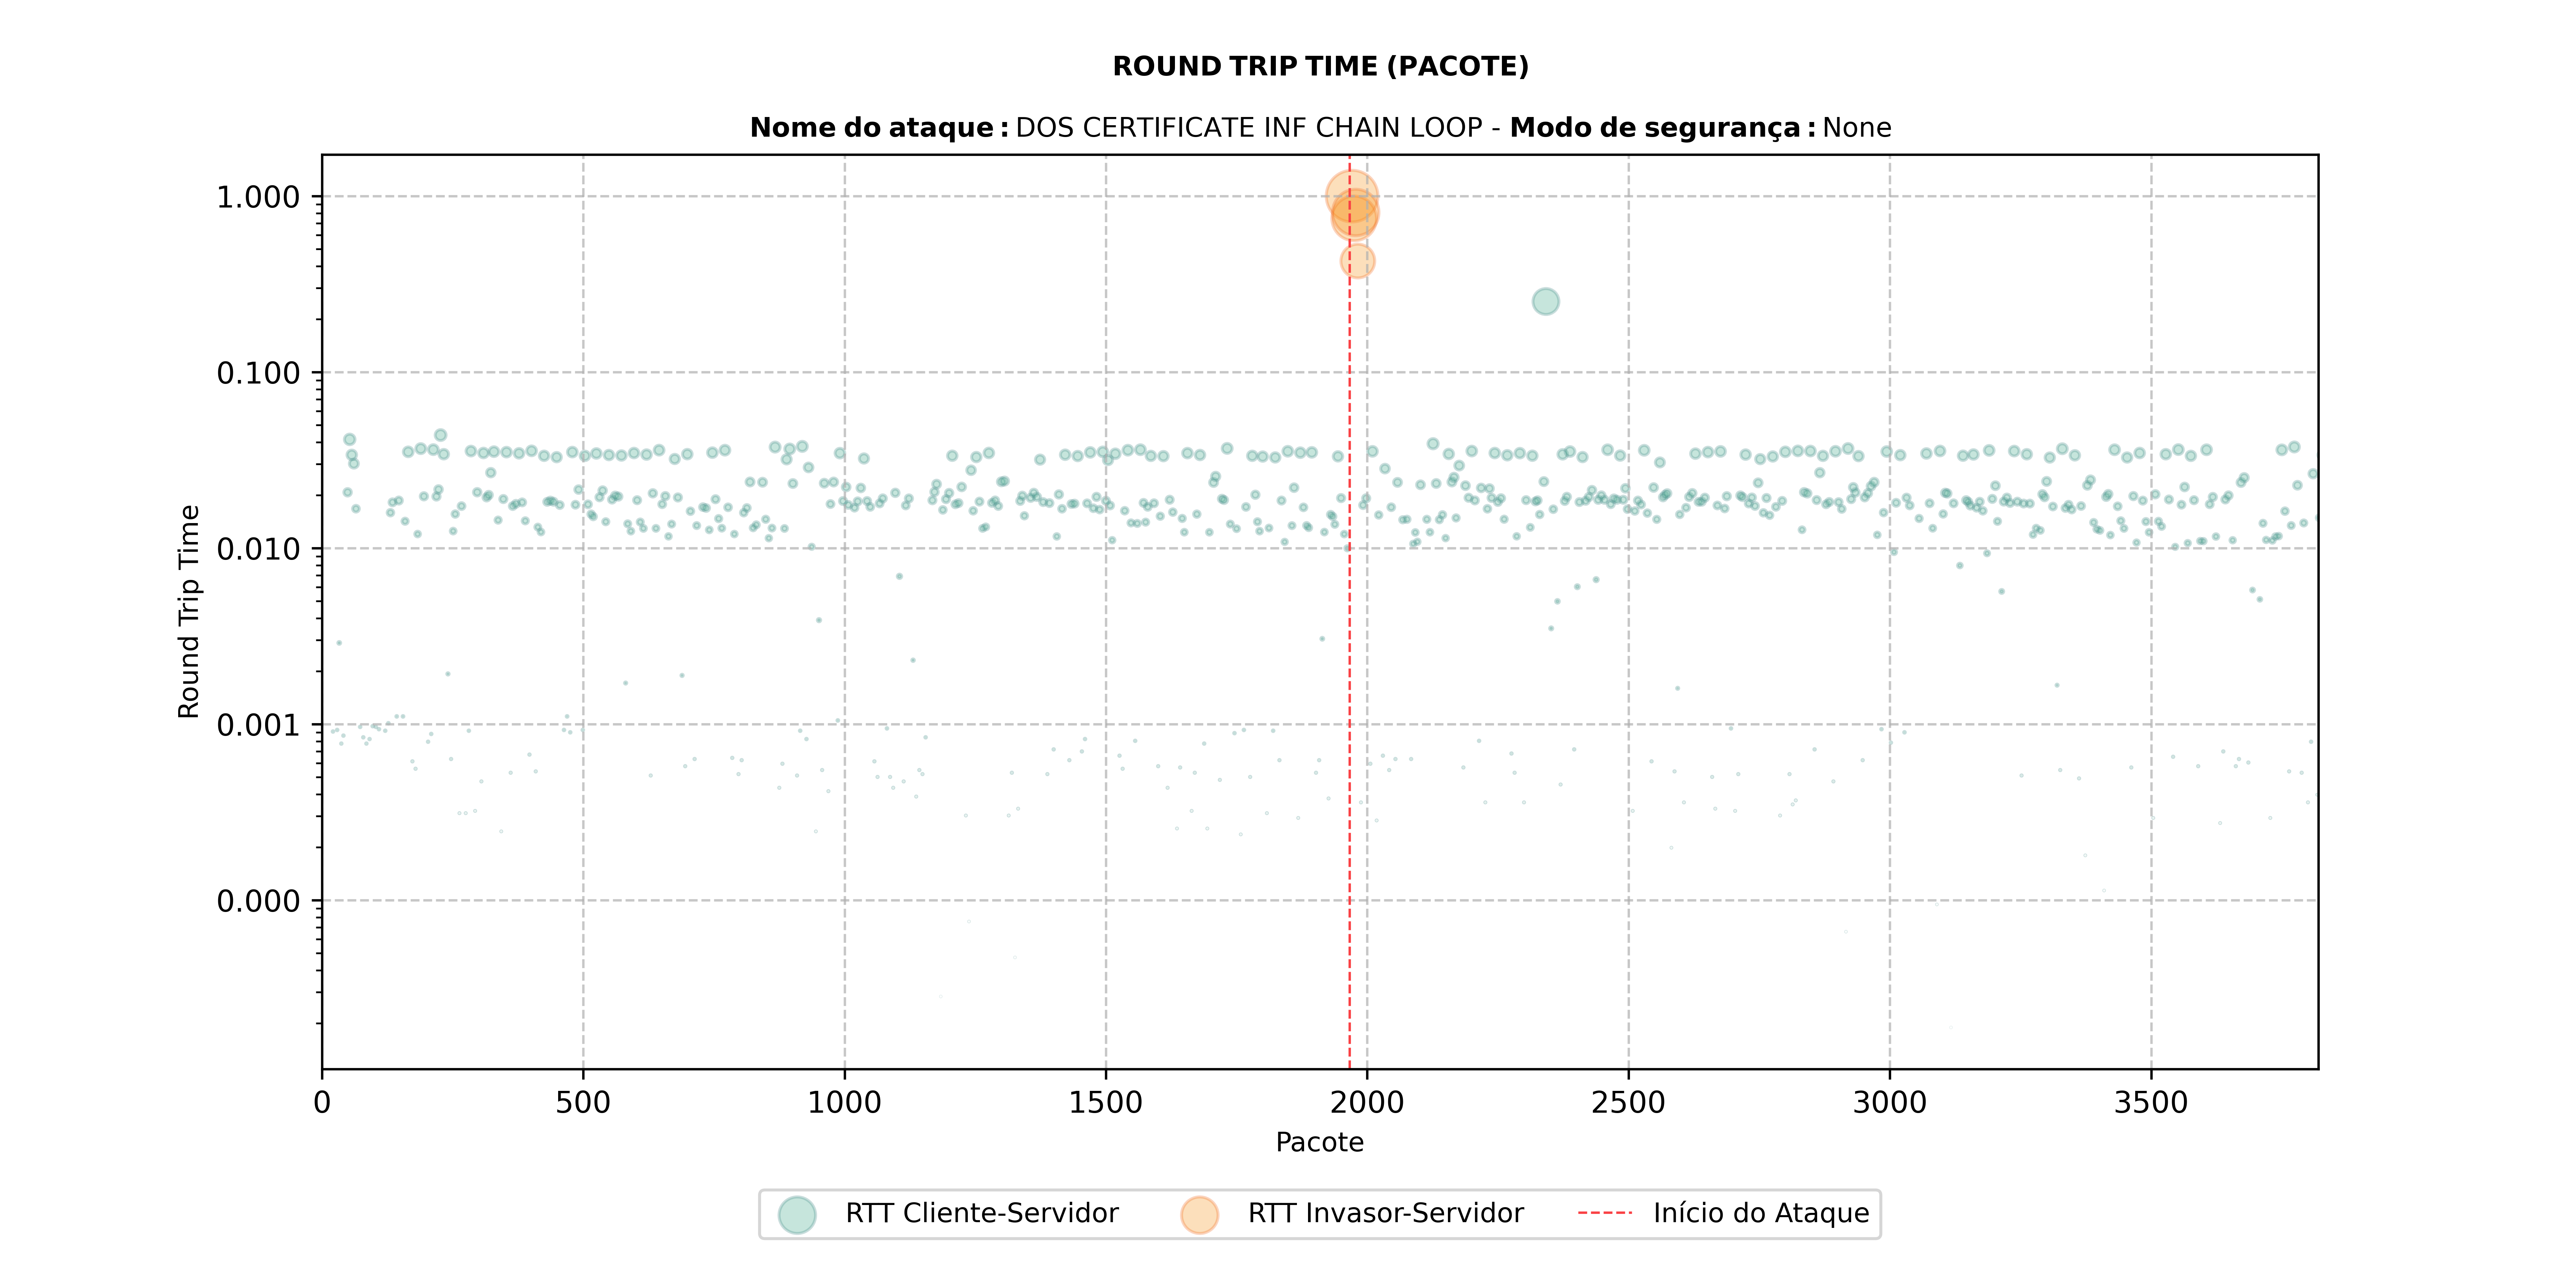 ROUND TRIP TIME (PACOTE)
Nome do ataque : DOS CERTIFICATE INF CHAIN LOOP - Modo de segurança : None
1.000
0.100
0.010
0.001
0.000
Round Trip Time
0 500 1000 1500 2000 2500 3000 3500
Pacote
RTT Cliente-Servidor RTT Invasor-Servidor Início do Ataque